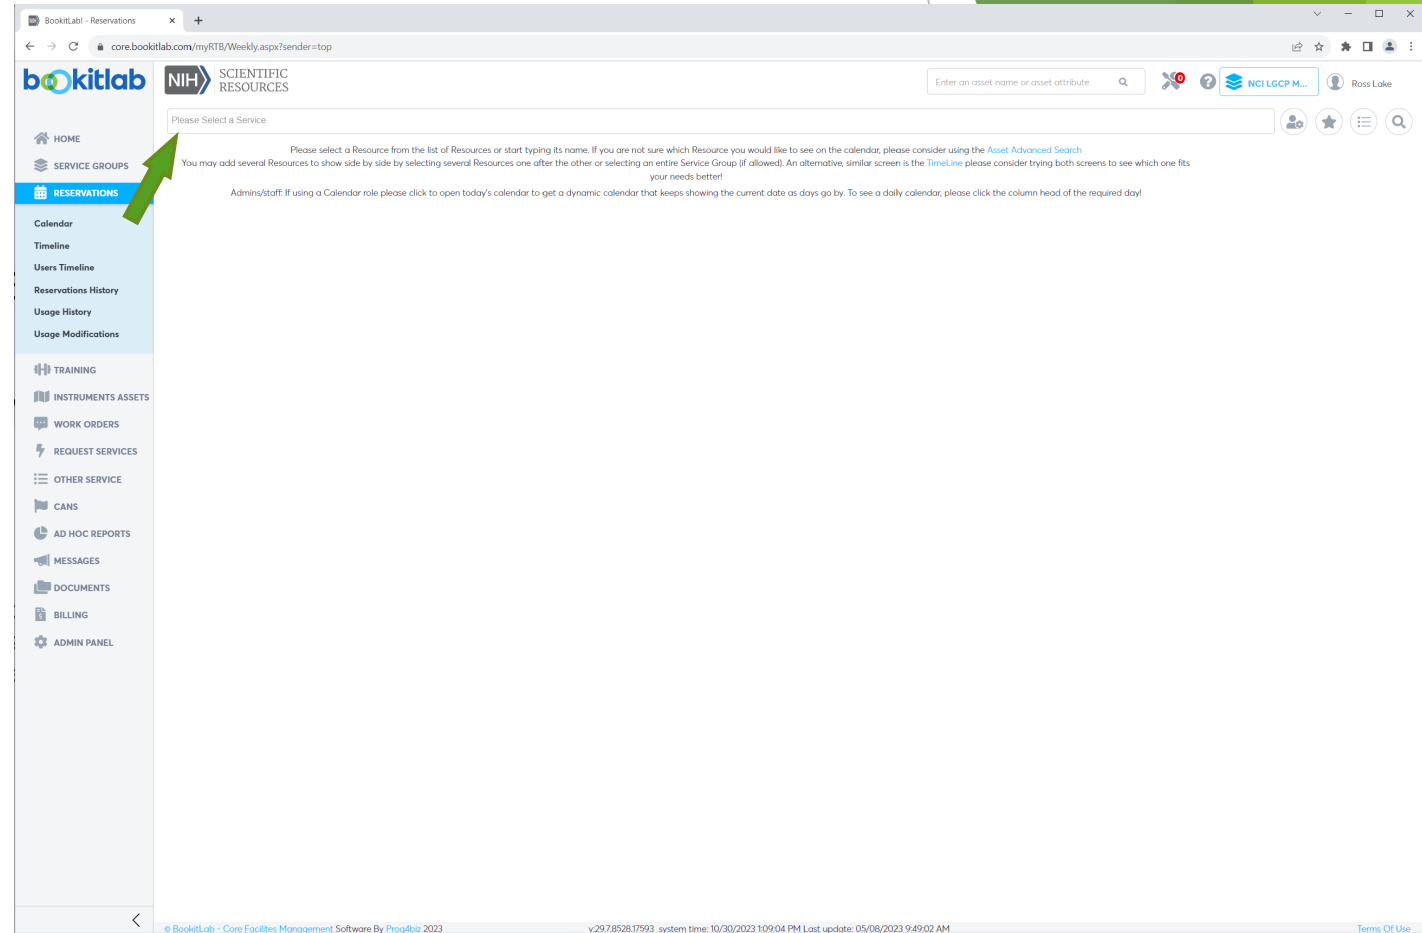 BookitLab! - Reservations
core.bookitlab.com/myRTB/Weekly.aspx?sender=top
bookitlab
NIH SCIENTIFIC RESOURCES
Enter an asset name or asset attribute
0
NCI LGCP M...
Ross Lake
Please Select a Service
HOME
SERVICE GROUPS
RESERVATIONS
Calendar
Timeline
Users Timeline
Reservations History
Usage History
Usage Modifications
TRAINING
INSTRUMENTS ASSETS
WORK ORDERS
REQUEST SERVICES
OTHER SERVICE
CANS
AD HOC REPORTS
MESSAGES
DOCUMENTS
BILLING
ADMIN PANEL
Please select a Resource from the list of Resources or start typing its name. If you are not sure which Resource you would like to see on the calendar, please consider using the Asset Advanced Search
You may add several Resources to show side by side by selecting several Resources one after the other or selecting an entire Service Group (if allowed). An alternative, similar screen is the TimeLine please consider trying both screens to see which one fits
your needs better!
Admins/staff: If using a Calendar role please click to open today's calendar to get a dynamic calendar that keeps showing the current date as days go by. To see a daily calendar, please click the column head of the required day!
© BookitLab - Core Facilites Management Software By Prog4biz 2023
v:29.7.8528.17593 system time: 10/30/2023 1:09:04 PM Last update: 05/08/2023 9:49:02 AM
Terms Of Use